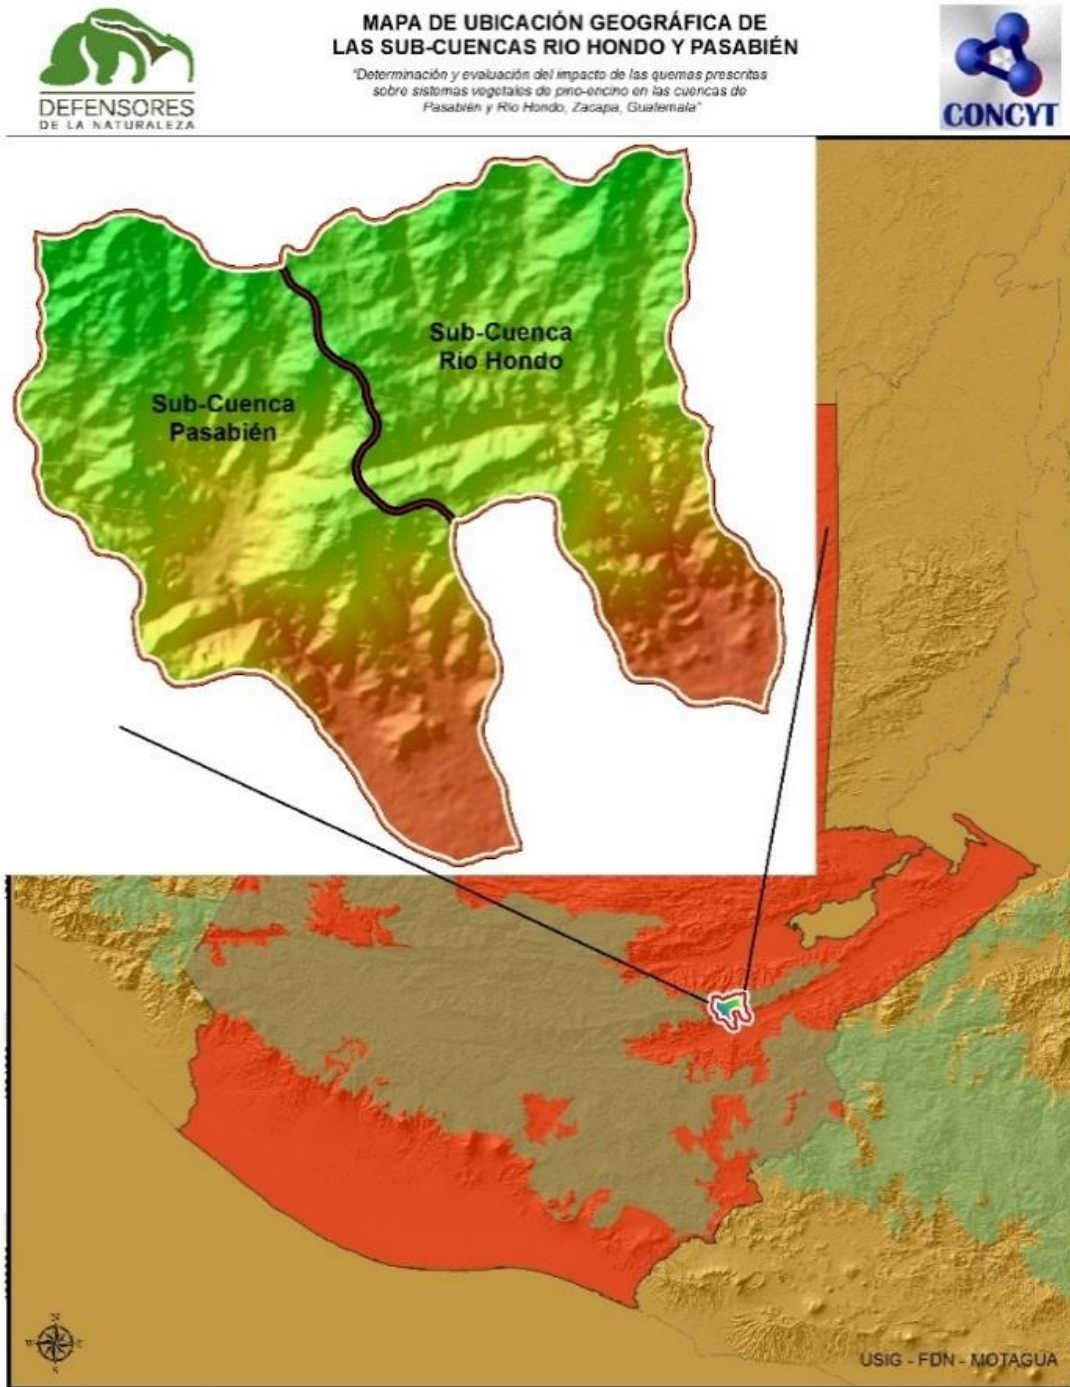 DEFENSORES
DE LA NATURALEZA
MAPA DE UBICACIÓN GEOGRÁFICA DE
LAS SUB-CUENCAS RIO HONDO Y PASABIÉN
"Determinación y evaluación del impacto de las quemas prescritas
sobre sistemas vegetales de pino-encino en las cuencas de
Pasabién y Río Hondo, Zacapa, Guatemala"
CONCYT
Sub-Cuenca
Rio Hondo
Sub-Cuenca
Pasabién
N
W E
S
USIG - FDN - MOTAGUA